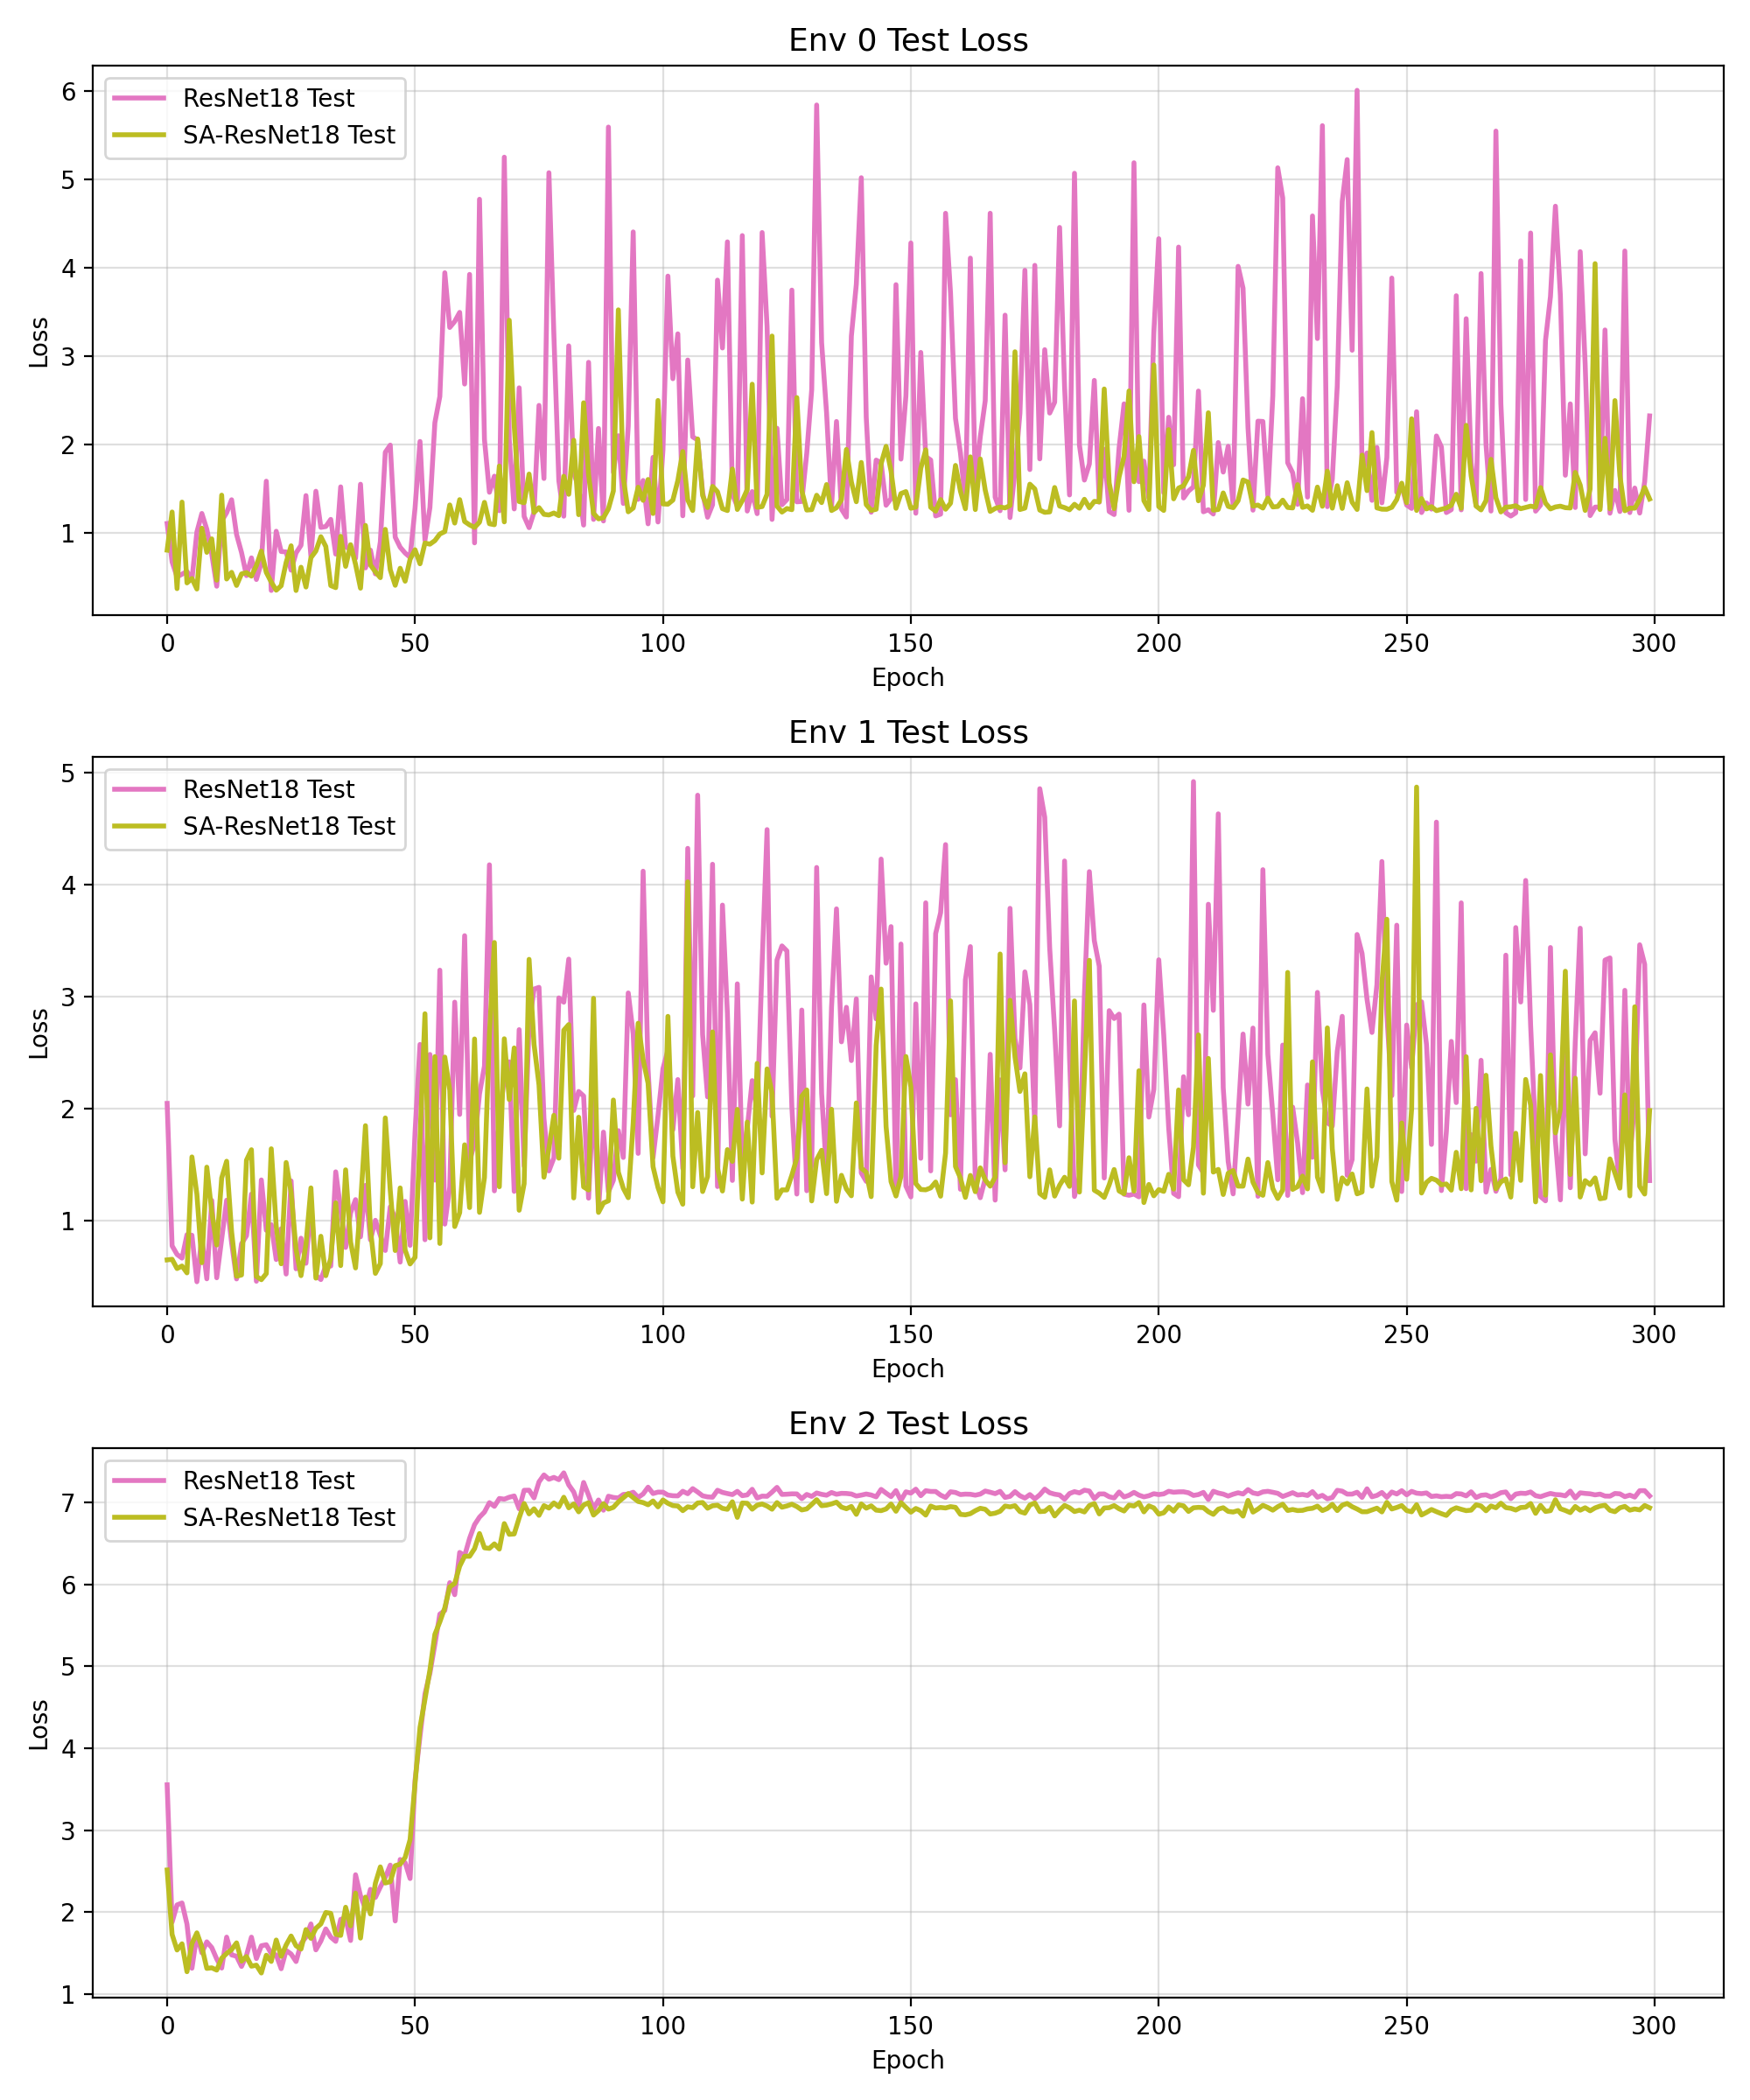 Env 0 Test Loss
ResNet18 Test
SA-ResNet18 Test
6
5
4
3
2
1
Loss
0 50 100 150 200 250 300
Epoch
Env 1 Test Loss
ResNet18 Test
SA-ResNet18 Test
5
4
3
2
1
Loss
0 50 100 150 200 250 300
Epoch
Env 2 Test Loss
ResNet18 Test
SA-ResNet18 Test
7
6
5
4
3
2
1
Loss
0 50 100 150 200 250 300
Epoch